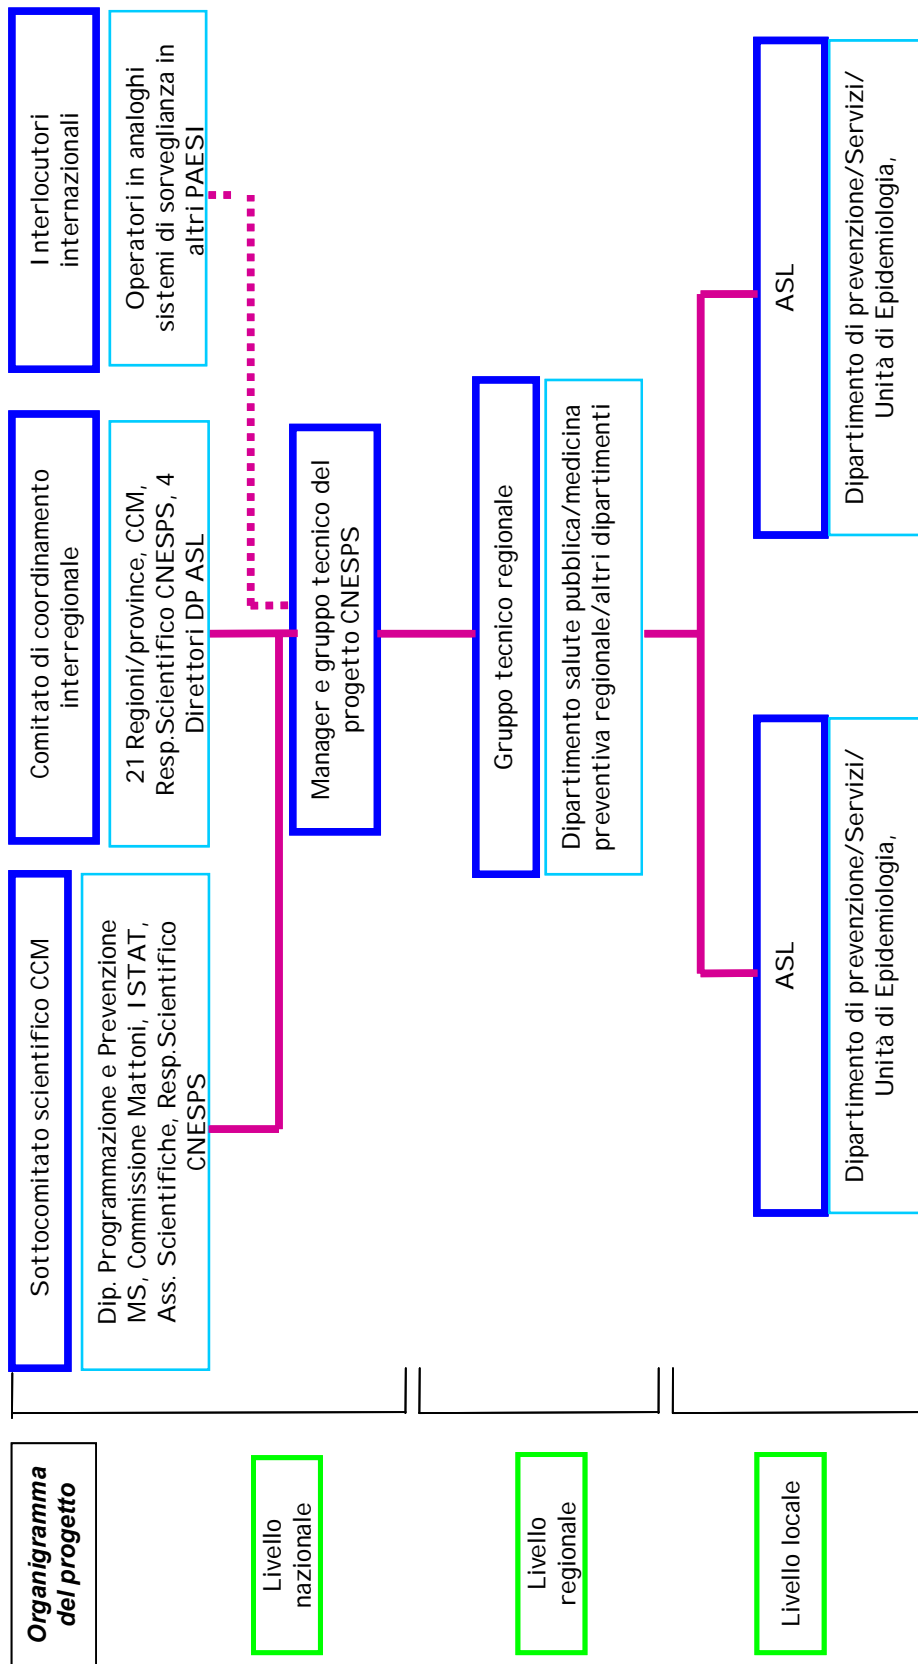 Organigramma
del progetto
Sottocomitato scientifico CCM
Dip. Programmazione e Prevenzione
MS, Commissione Mattoni, ISTAT,
Ass. Scientifiche, Resp.Scientifico
CNESPS
Comitato di coordinamento
interregionale
21 Regioni/province, CCM,
Resp.Scientifico CNESPS, 4
Direttori DP ASL
Interlocutori
internazionali
Operatori in analoghi
sistemi di sorveglianza in
altri PAESI
Livello
nazionale
Manager e gruppo tecnico del
progetto CNESPS
Livello
regionale
Gruppo tecnico regionale
Dipartimento salute pubblica/medicina
preventiva regionale/altri dipartimenti
Livello locale
ASL
Dipartimento di prevenzione/Servizi/
Unità di Epidemiologia,
ASL
Dipartimento di prevenzione/Servizi/
Unità di Epidemiologia,